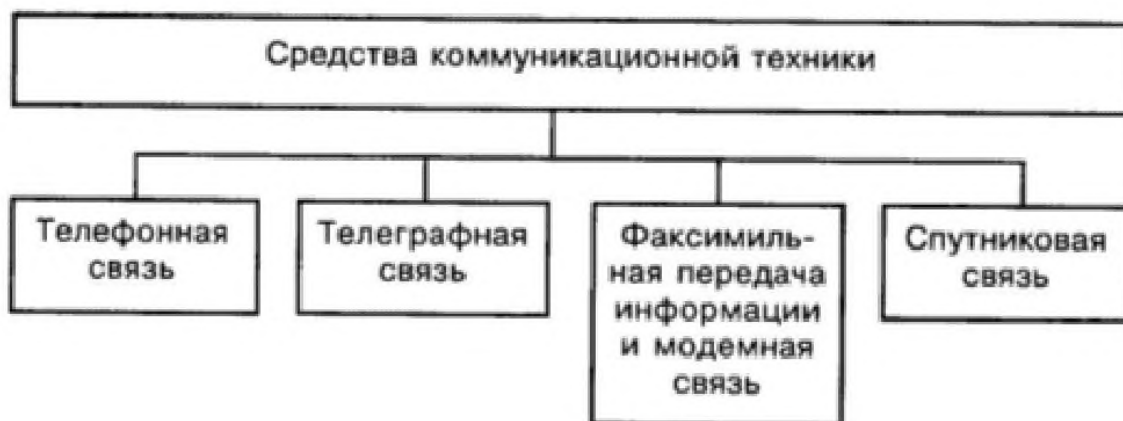 Средства коммуникационной техники
Телефонная
связь
Телеграфная
связь
Факсимиль-
ная передача
информации
и модемная
связь
Спутниковая
связь